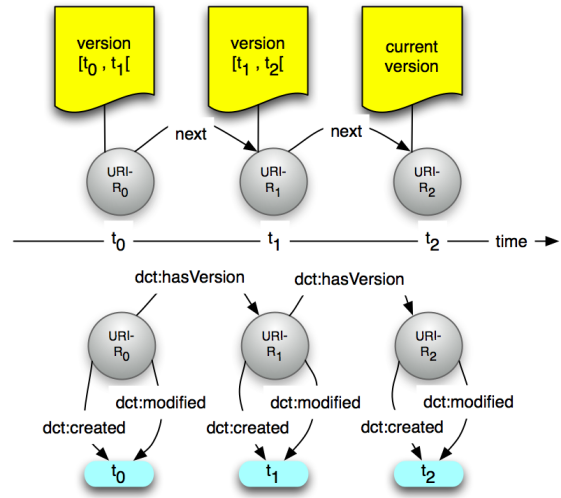 version
[t0 , t1[
version
[t1 , t2[
current
version
next
next
URI-
R0
URI-
R1
URI-
R2
t0
t1
t2
time
dct:hasVersion
dct:hasVersion
URI-
R0
URI-
R1
URI-
R2
dct:modified
dct:modified
dct:modified
dct:created
dct:created
dct:created
t0
t1
t2